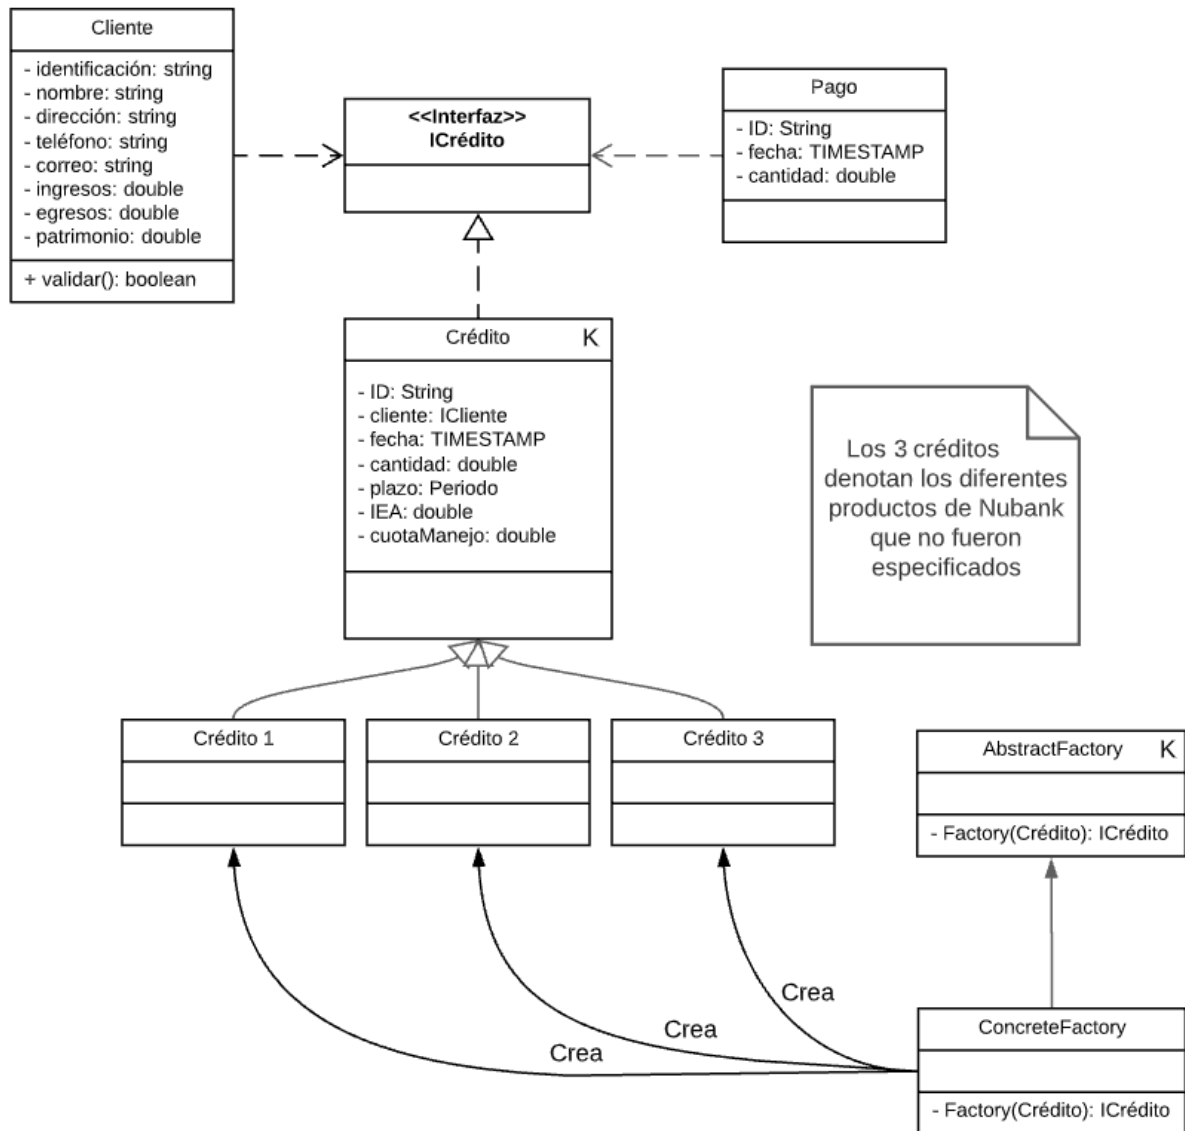 Cliente
- identificación: string
- nombre: string
- dirección: string
- teléfono: string
- correo: string
- ingresos: double
- egresos: double
- patrimonio: double
+ validar(): boolean
<<Interfaz>>
ICrédito
Pago
- ID: String
- fecha: TIMESTAMP
- cantidad: double
Crédito K
- ID: String
- cliente: ICliente
- fecha: TIMESTAMP
- cantidad: double
- plazo: Periodo
- IEA: double
- cuotaManejo: double
Los 3 créditos
denotan los diferentes
productos de Nubank
que no fueron
especificados
Crédito 1
Crédito 2
Crédito 3
AbstractFactory K
- Factory(Crédito): ICrédito
Crea
Crea
Crea
ConcreteFactory
- Factory(Crédito): ICrédito